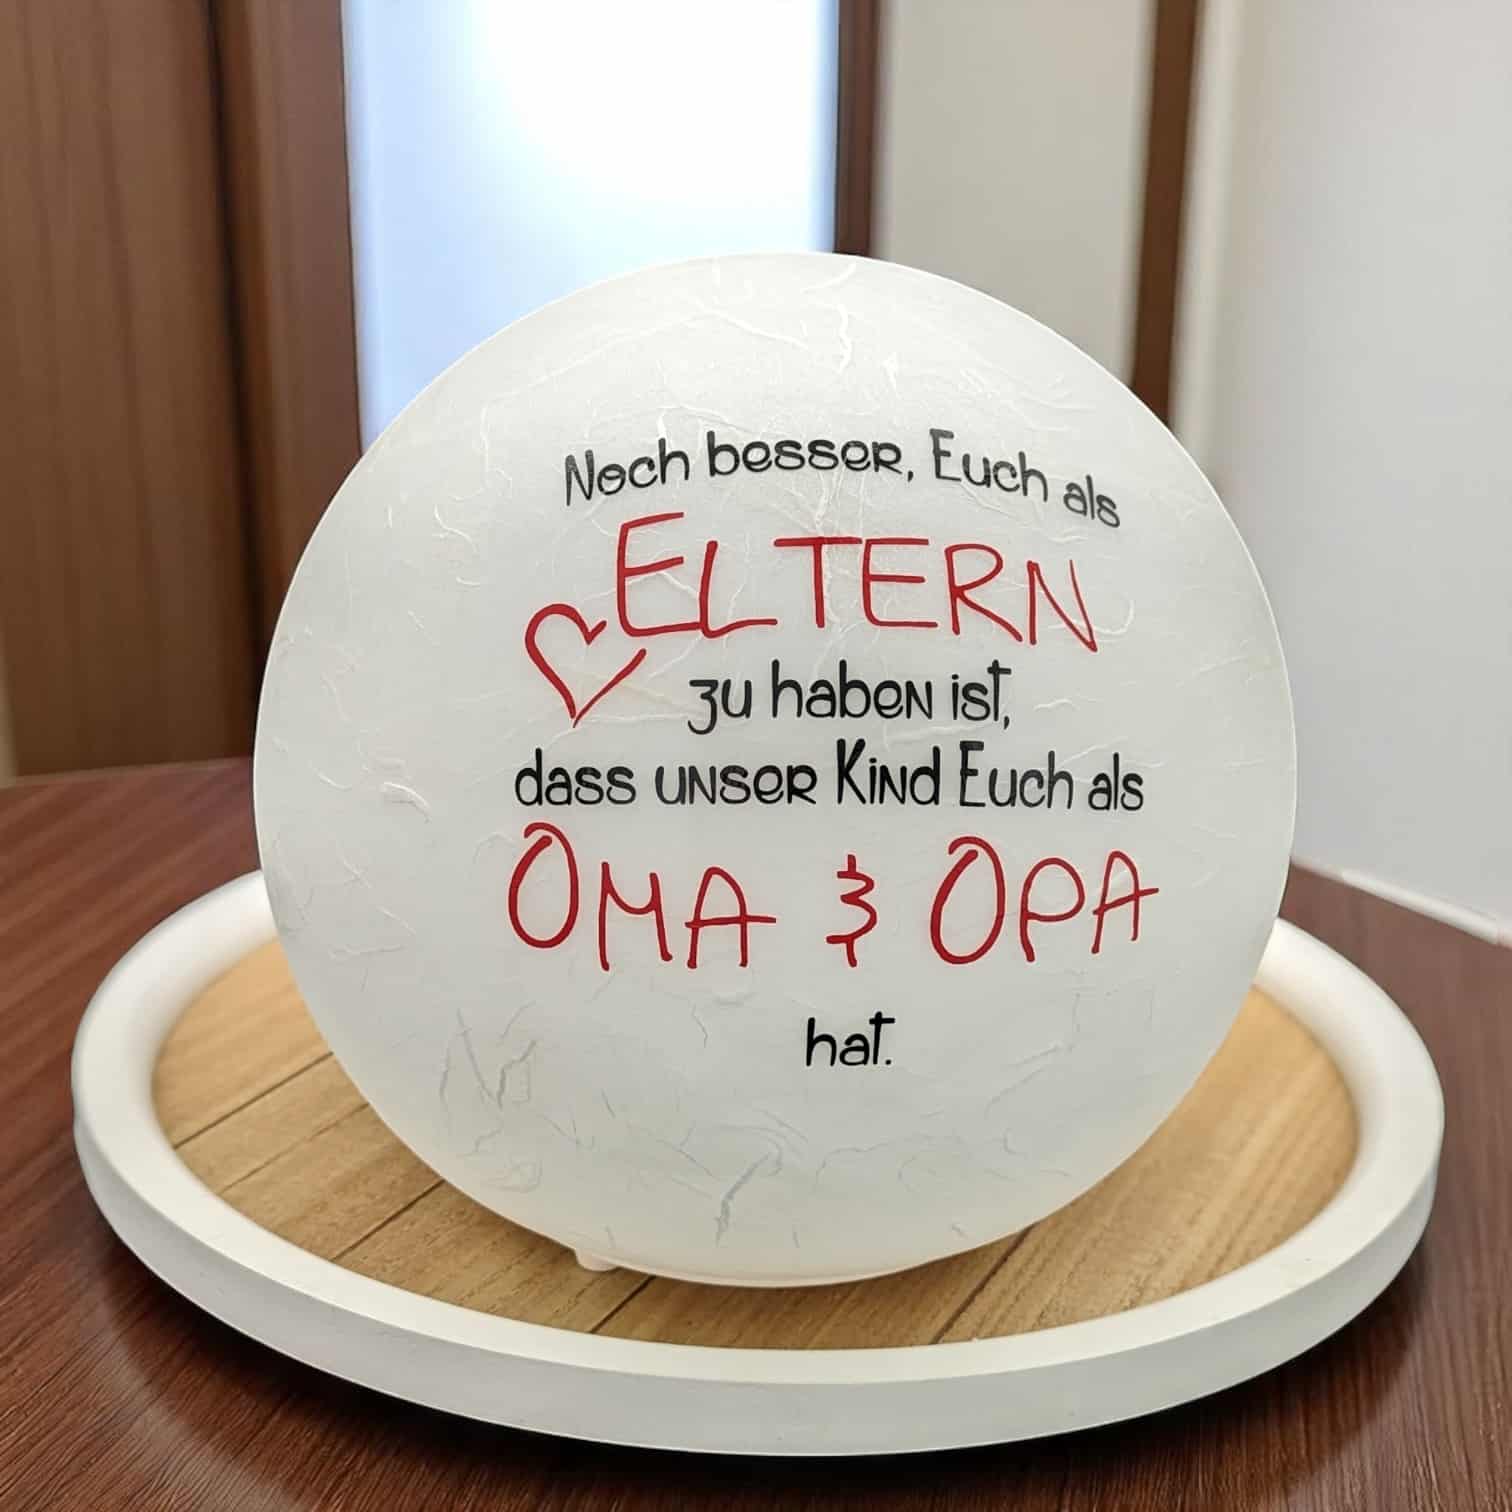 Noch besser, Euch als
ELTERN
zu haben ist,
dass unser Kind Euch als
OMA & OPA
hat.